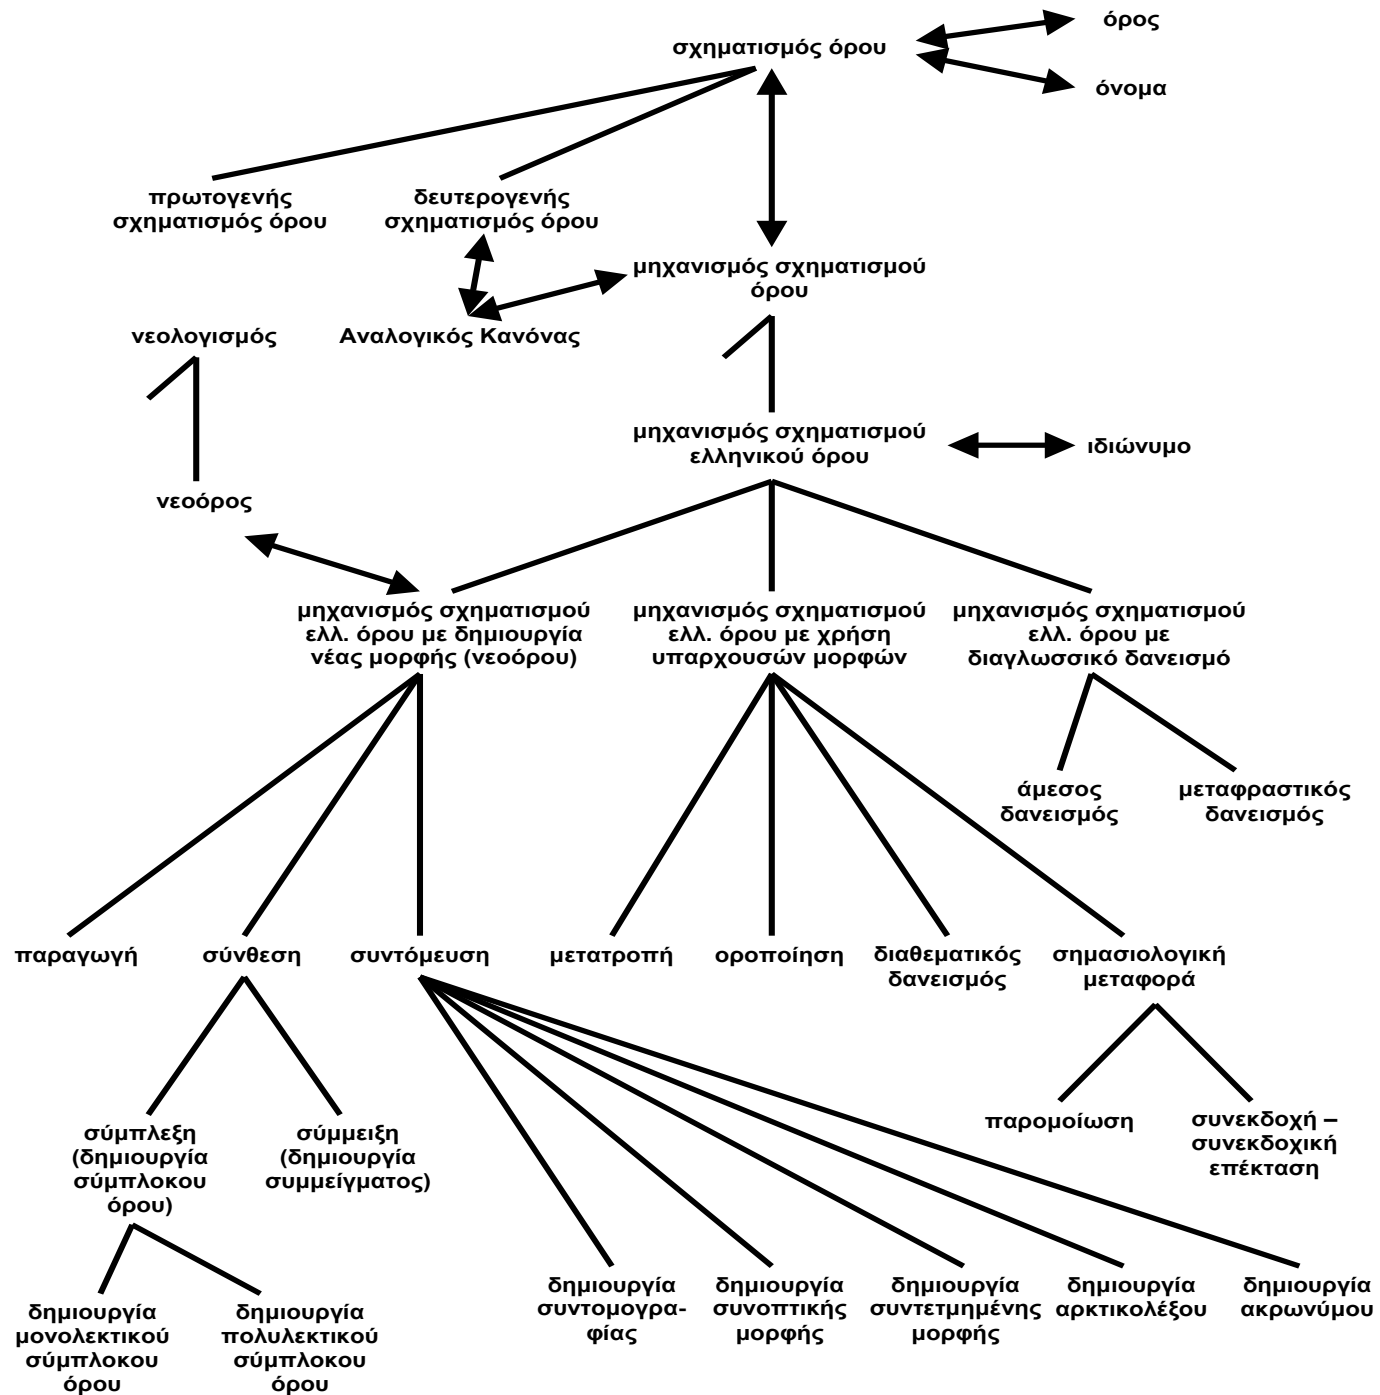 όρος
σχηματισμός όρου
όνομα
πρωτογενής
σχηματισμός όρου
δευτερογενής
σχηματισμός όρου
μηχανισμός σχηματισμού
όρου
νεολογισμός
Αναλογικός Κανόνας
μηχανισμός σχηματισμού
ελληνικού όρου
ιδιώνυμο
νεοόρος
μηχανισμός σχηματισμού
ελλ. όρου με δημιουργία
νέας μορφής (νεοόρου)
μηχανισμός σχηματισμού
ελλ. όρου με χρήση
υπαρχουσών μορφών
μηχανισμός σχηματισμού
ελλ. όρου με
διαγλωσσικό δανεισμό
άμεσος
δανεισμός
μεταφραστικός
δανεισμός
παραγωγή
σύνθεση
συντόμευση
μετατροπή
οροποίηση
διαθεματικός
δανεισμός
σημασιολογική
μεταφορά
παρομοίωση
συνεκδοχή –
συνεκδοχική
επέκταση
σύμπλεξη
(δημιουργία
σύμπλοκου
όρου)
σύμμειξη
(δημιουργία
συμμείγματος)
δημιουργία
συντομογρα-
φίας
δημιουργία
συνοπτικής
μορφής
δημιουργία
συντετμημένης
μορφής
δημιουργία
αρκτικολέξου
δημιουργία
ακρωνύμου
δημιουργία
μονολεκτικού
σύμπλοκου
όρου
δημιουργία
πολυλεκτικού
σύμπλοκου
όρου